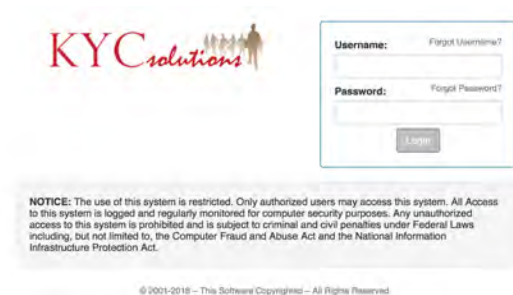 KYC solutions
Username:
Forgot Username?
Password:
Forgot Password?
Login
NOTICE: The use of this system is restricted. Only authorized users may access this system. All Access
to this system is logged and regularly monitored for computer security purposes. Any unauthorized
access to this system is prohibited and is subject to criminal and civil penalties under Federal Laws
including, but not limited to, the Computer Fraud and Abuse Act and the National Information
Infrastructure Protection Act.
© 2001-2018 – This Software Copyrighted – All Rights Reserved